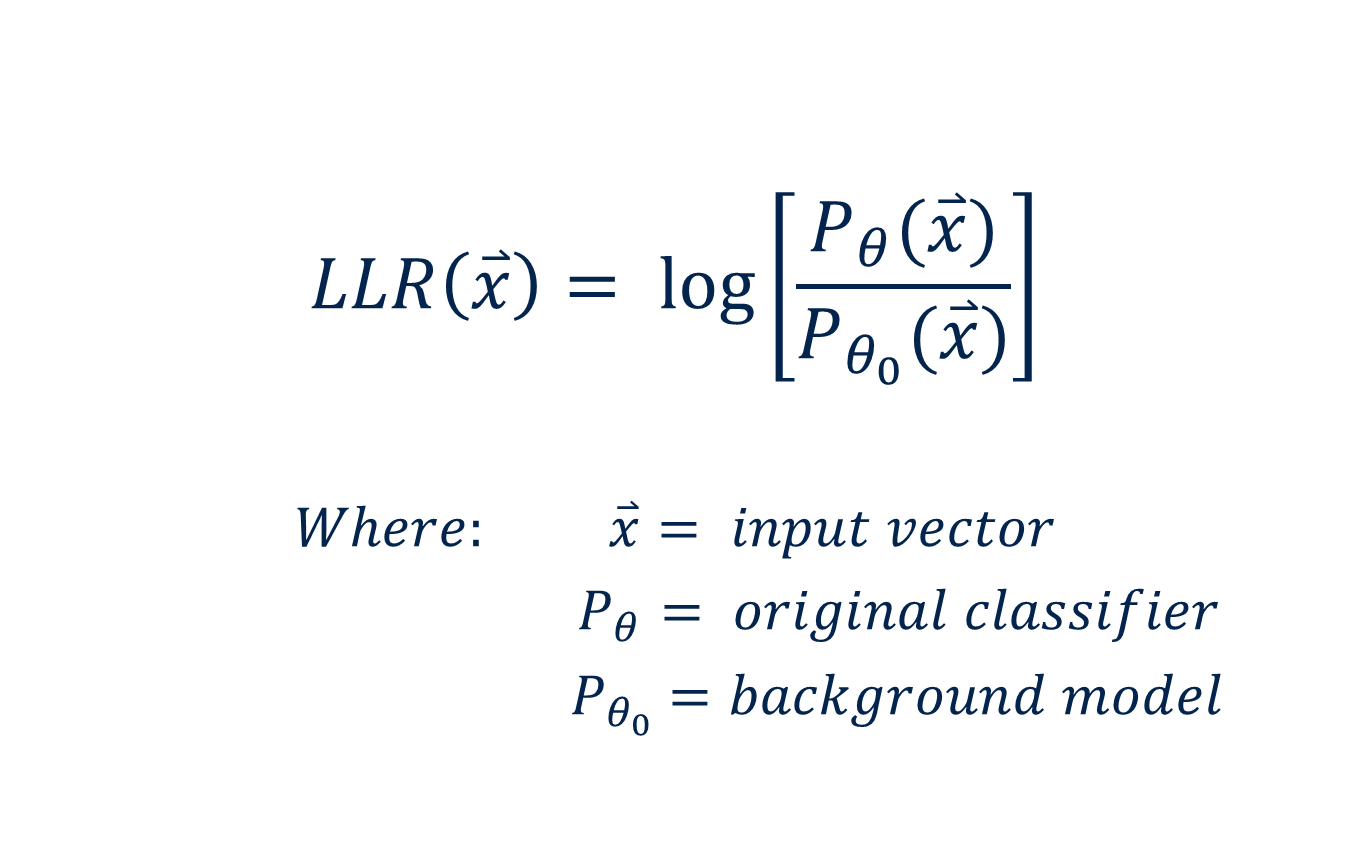 LLR(x⃗) = log[P_θ(x⃗) / P_θ₀(x⃗)]
Where: x⃗ = input vector
P_θ = original classifier
P_θ₀ = background model